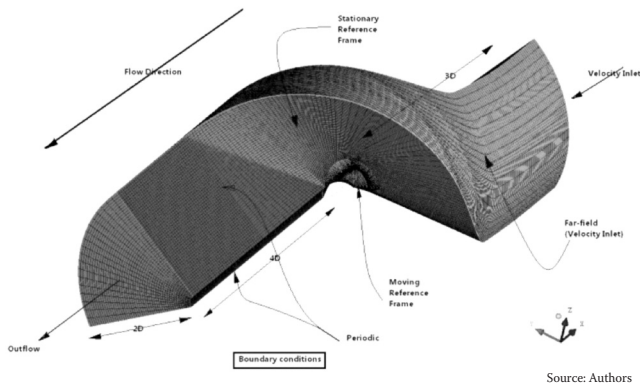 Stationary
Reference
Frame
Flow Direction
3D
Velocity Inlet
Far-field
(Velocity Inlet)
4D
Moving
Reference
Frame
2D
Periodic
Outflow
Boundary conditions
Z
X
Source: Authors